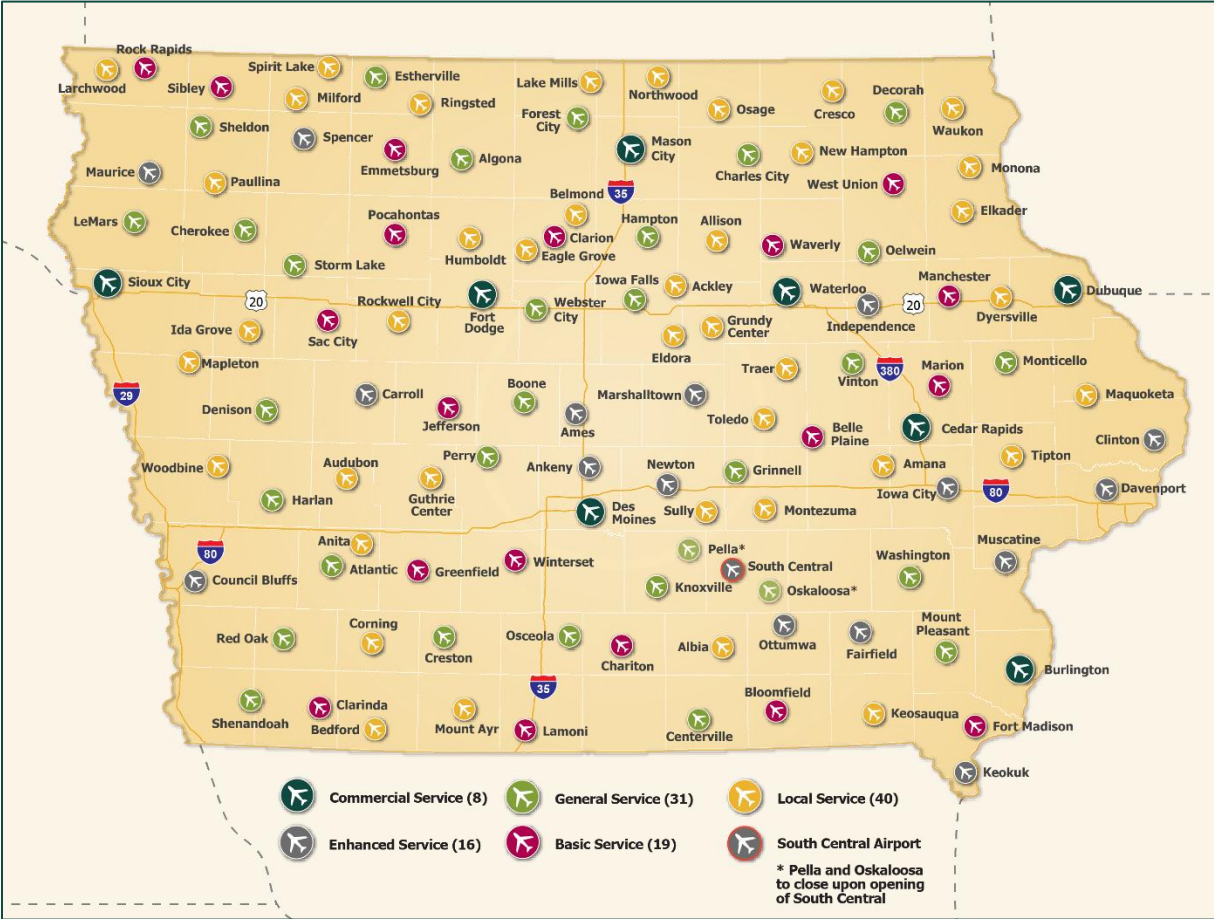 Rock Rapids
Larchwood
Sibley
Spirit Lake
Milford
Estherville
Ringsted
Lake Mills
Northwood
Forest
City
Osage
Cresco
Decorah
Waukon
Sheldon
Spencer
Emmetsburg
Algona
Mason
City
Charles City
New Hampton
West Union
Monona
Maurice
Paullina
35
Elkader
LeMars
Cherokee
Pocahontas
Humboldt
Belmond
Clarion
Eagle Grove
Hampton
Allison
Waverly
Oelwein
Storm Lake
Sioux City
20
Rockwell City
Fort
Dodge
Webster
City
Iowa Falls
Ackley
Waterloo
Independence
20
Manchester
Dyersville
Dubuque
Ida Grove
Sac City
Grundy
Center
Eldora
Mapleton
Traer
Vinton
380
Marion
Monticello
29
Denison
Carroll
Jefferson
Boone
Ames
Marshalltown
Toledo
Belle
Plaine
Cedar Rapids
Maquoketa
Clinton
Woodbine
Harlan
Audubon
Guthrie
Center
Perry
Ankeny
Newton
Grinnell
Amana
Tipton
Iowa City
80
Davenport
Des
Moines
Sully
Montezuma
80
Council Bluffs
Anita
Atlantic
Greenfield
Winterset
Pella*
South Central
Knoxville
Oskaloosa*
Washington
Muscatine
Red Oak
Corning
Creston
Osceola
Chariton
Albia
Ottumwa
Fairfield
Mount
Pleasant
Burlington
Shenandoah
Clarinda
Bedford
Mount Ayr
35
Lamoni
Centerville
Bloomfield
Keosauqua
Fort Madison
Keokuk
Commercial Service (8)
General Service (31)
Local Service (40)
Enhanced Service (16)
Basic Service (19)
South Central Airport
* Pella and Oskaloosa
to close upon opening
of South Central